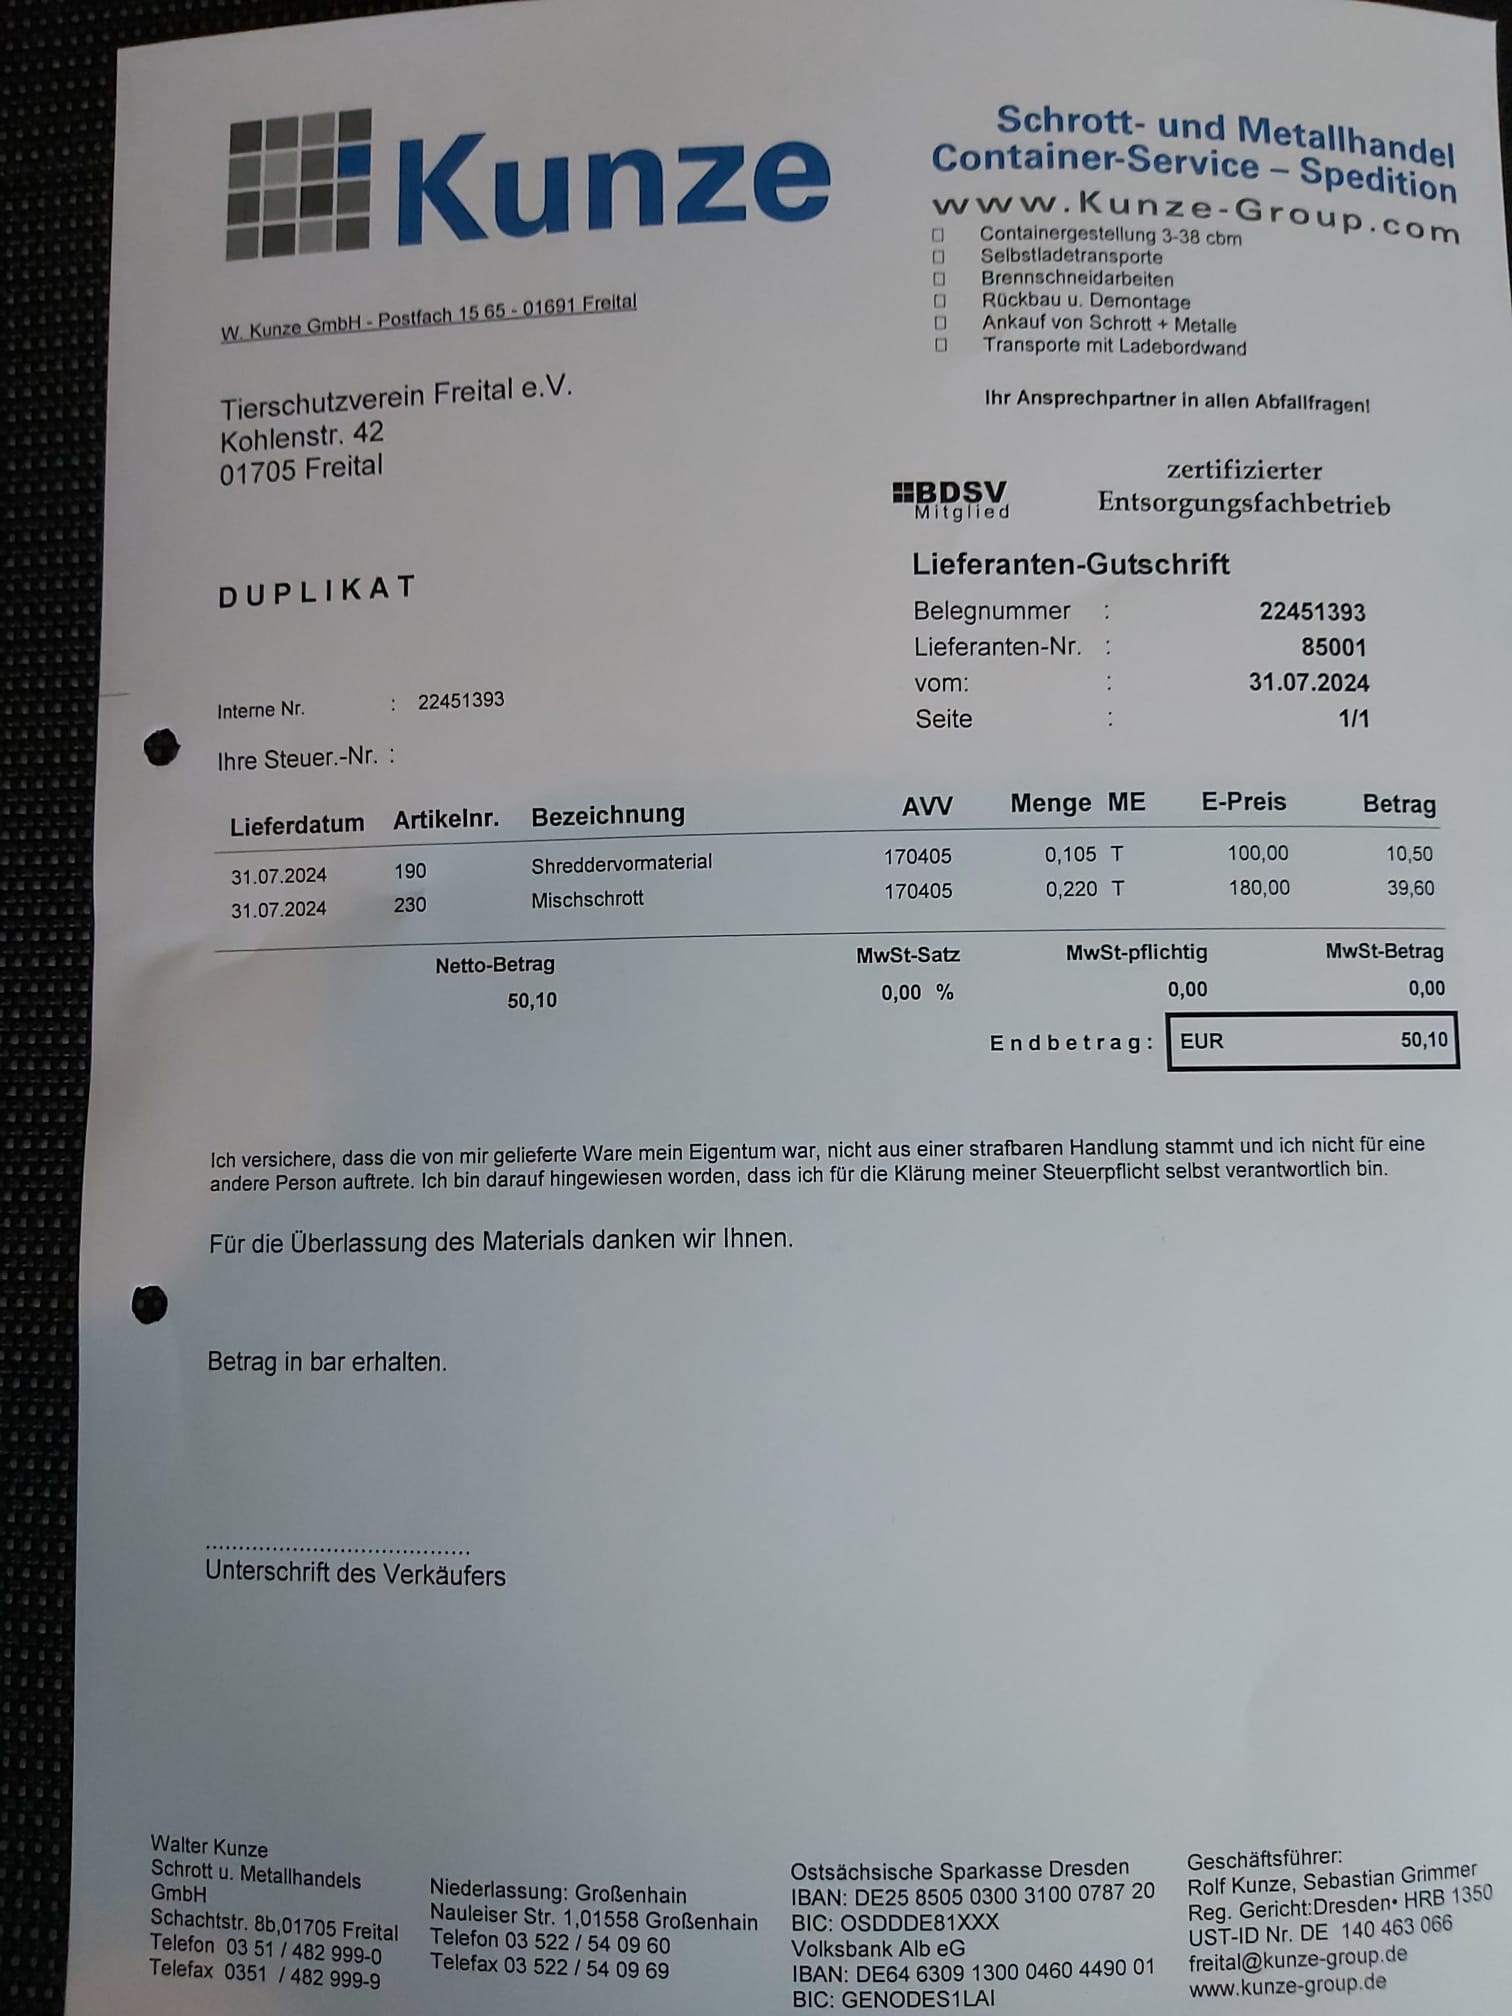 Kunze
Schrott- und Metallhandel
Container-Service – Spedition
www.Kunze-Group.com
Containergestellung 3-38 cbm
Selbstladetransporte
Brennschneidarbeiten
Rückbau u. Demontage
Ankauf von Schrott + Metalle
Transporte mit Ladebordwand
W. Kunze GmbH - Postfach 15 65 - 01691 Freital
Ihr Ansprechpartner in allen Abfallfragen!
Tierschutzverein Freital e.V.
Kohlenstr. 42
01705 Freital
BDSV
Mitglied
zertifizierter
Entsorgungsfachbetrieb
DUPLIKAT
Lieferanten-Gutschrift
Belegnummer : 22451393
Lieferanten-Nr. : 85001
vom: : 31.07.2024
Seite : 1/1
Interne Nr. : 22451393
Ihre Steuer.-Nr. :
Lieferdatum Artikelnr. Bezeichnung AVV Menge ME E-Preis Betrag
31.07.2024 190 Shreddervormaterial 170405 0,105 T 100,00 10,50
31.07.2024 230 Mischschrott 170405 0,220 T 180,00 39,60
Netto-Betrag MwSt-Satz MwSt-pflichtig MwSt-Betrag
50,10 0,00 % 0,00 0,00
Endbetrag: EUR 50,10
Ich versichere, dass die von mir gelieferte Ware mein Eigentum war, nicht aus einer strafbaren Handlung stammt und ich nicht für eine
andere Person auftrete. Ich bin darauf hingewiesen worden, dass ich für die Klärung meiner Steuerpflicht selbst verantwortlich bin.
Für die Überlassung des Materials danken wir Ihnen.
Betrag in bar erhalten.
Unterschrift des Verkäufers
Walter Kunze
Schrott u. Metallhandels
GmbH
Schachtstr. 8b,01705 Freital
Telefon 03 51 / 482 999-0
Telefax 0351 / 482 999-9
Niederlassung: Großenhain
Nauleiser Str. 1,01558 Großenhain
Telefon 03 522 / 54 09 60
Telefax 03 522 / 54 09 69
Ostsächsische Sparkasse Dresden
IBAN: DE25 8505 0300 3100 0787 20
BIC: OSDDDE81XXX
Volksbank Alb eG
IBAN: DE64 6309 1300 0460 4490 01
BIC: GENODES1LAI
Geschäftsführer:
Rolf Kunze, Sebastian Grimmer
Reg. Gericht:Dresden• HRB 1350
UST-ID Nr. DE 140 463 066
freital@kunze-group.de
www.kunze-group.de